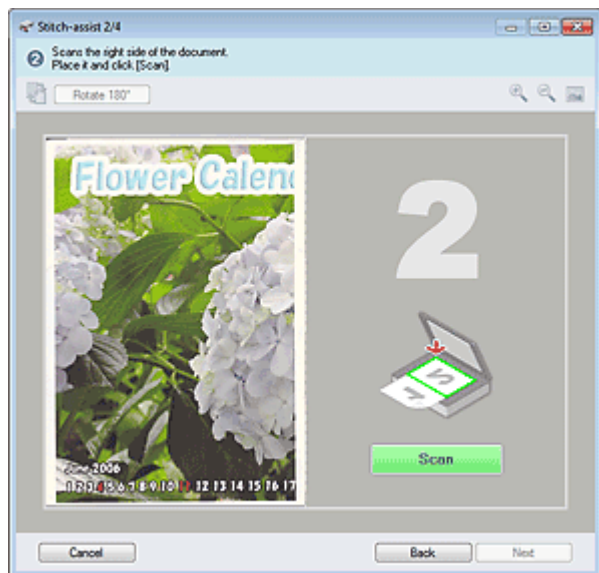 Stitch-assist 2/4
2 Scans the right side of the document.
Place it and click [Scan]
Rotate 180°
Flower Calen
2
June 2006
1 2 3 4 5 6 7 8 9 10 11 12 13 14 15 16 17
Scan
Cancel Back Next